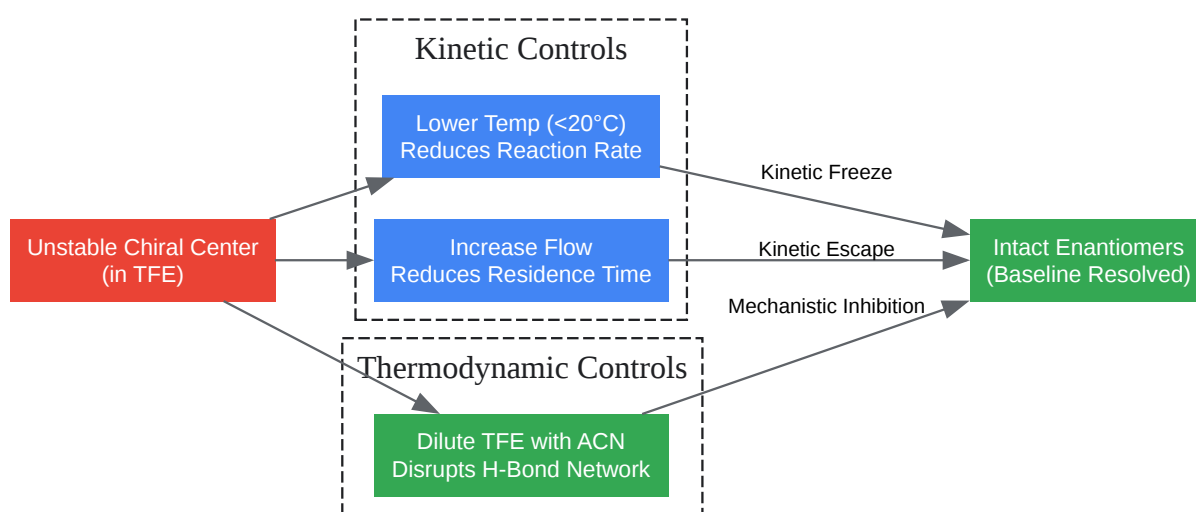 Kinetic Controls
Lower Temp (<20°C)
Reduces Reaction Rate
Kinetic Freeze
Unstable Chiral Center
(in TFE)
Increase Flow
Reduces Residence Time
Kinetic Escape
Intact Enantiomers
(Baseline Resolved)
Mechanistic Inhibition
Thermodynamic Controls
Dilute TFE with ACN
Disrupts H-Bond Network